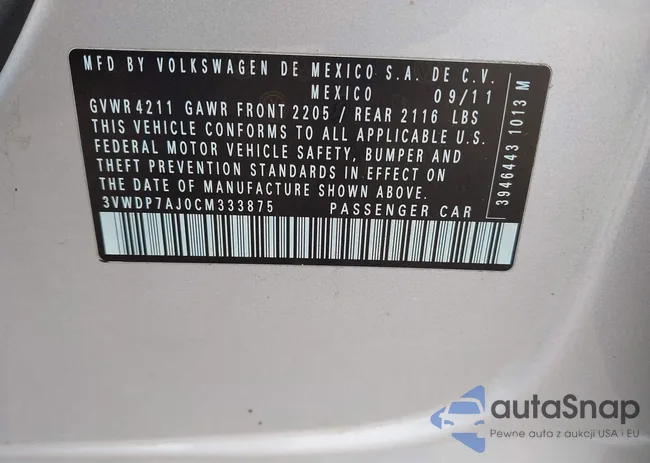 MFD BY VOLKSWAGEN DE MEXICO S.A. DE C.V.
MEXICO 09/11
GVWR 4211 GAWR FRONT 2205 / REAR 2116 LBS
THIS VEHICLE CONFORMS TO ALL APPLICABLE U.S.
FEDERAL MOTOR VEHICLE SAFETY, BUMPER AND
THEFT PREVENTION STANDARDS IN EFFECT ON
THE DATE OF MANUFACTURE SHOWN ABOVE.
3VWDP7AJ0CM333875 PASSENGER CAR
3946443 1013 M
autoSnap
Pewne auta z aukcji USA i EU